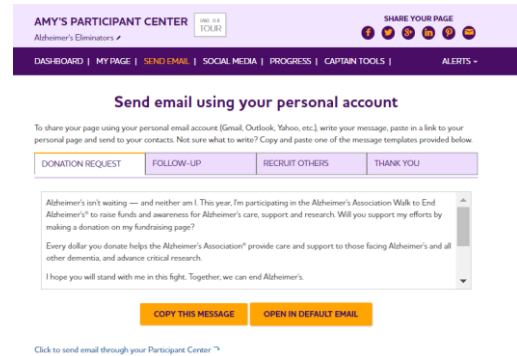 AMY'S PARTICIPANT CENTER
TOUR
SHARE YOUR PAGE
Alzheimer's Eliminators
DASHBOARD | MY PAGE | SEND EMAIL | SOCIAL MEDIA | PROGRESS | CAPTAIN TOOLS | ALERTS
Send email using your personal account
To share your page using your personal email account (Gmail, Outlook, Yahoo, etc.), write your message, paste in a link to your
personal page and send to your contacts. Not sure what to write? Copy and paste one of the message templates provided below.
DONATION REQUEST
FOLLOW-UP
RECRUIT OTHERS
THANK YOU
Alzheimer's isn't waiting — and neither am I. This year, I'm participating in the Alzheimer's Association Walk to End
Alzheimer's® to raise funds and awareness for Alzheimer's care, support and research. Will you support my efforts by
making a donation on my fundraising page?
Every dollar you donate helps the Alzheimer's Association® provide care and support to those facing Alzheimer's and all
other dementia, and advance critical research.
I hope you will stand with me in this fight. Together, we can end Alzheimer's.
COPY THIS MESSAGE
OPEN IN DEFAULT EMAIL
Click to send email through your Participant Center